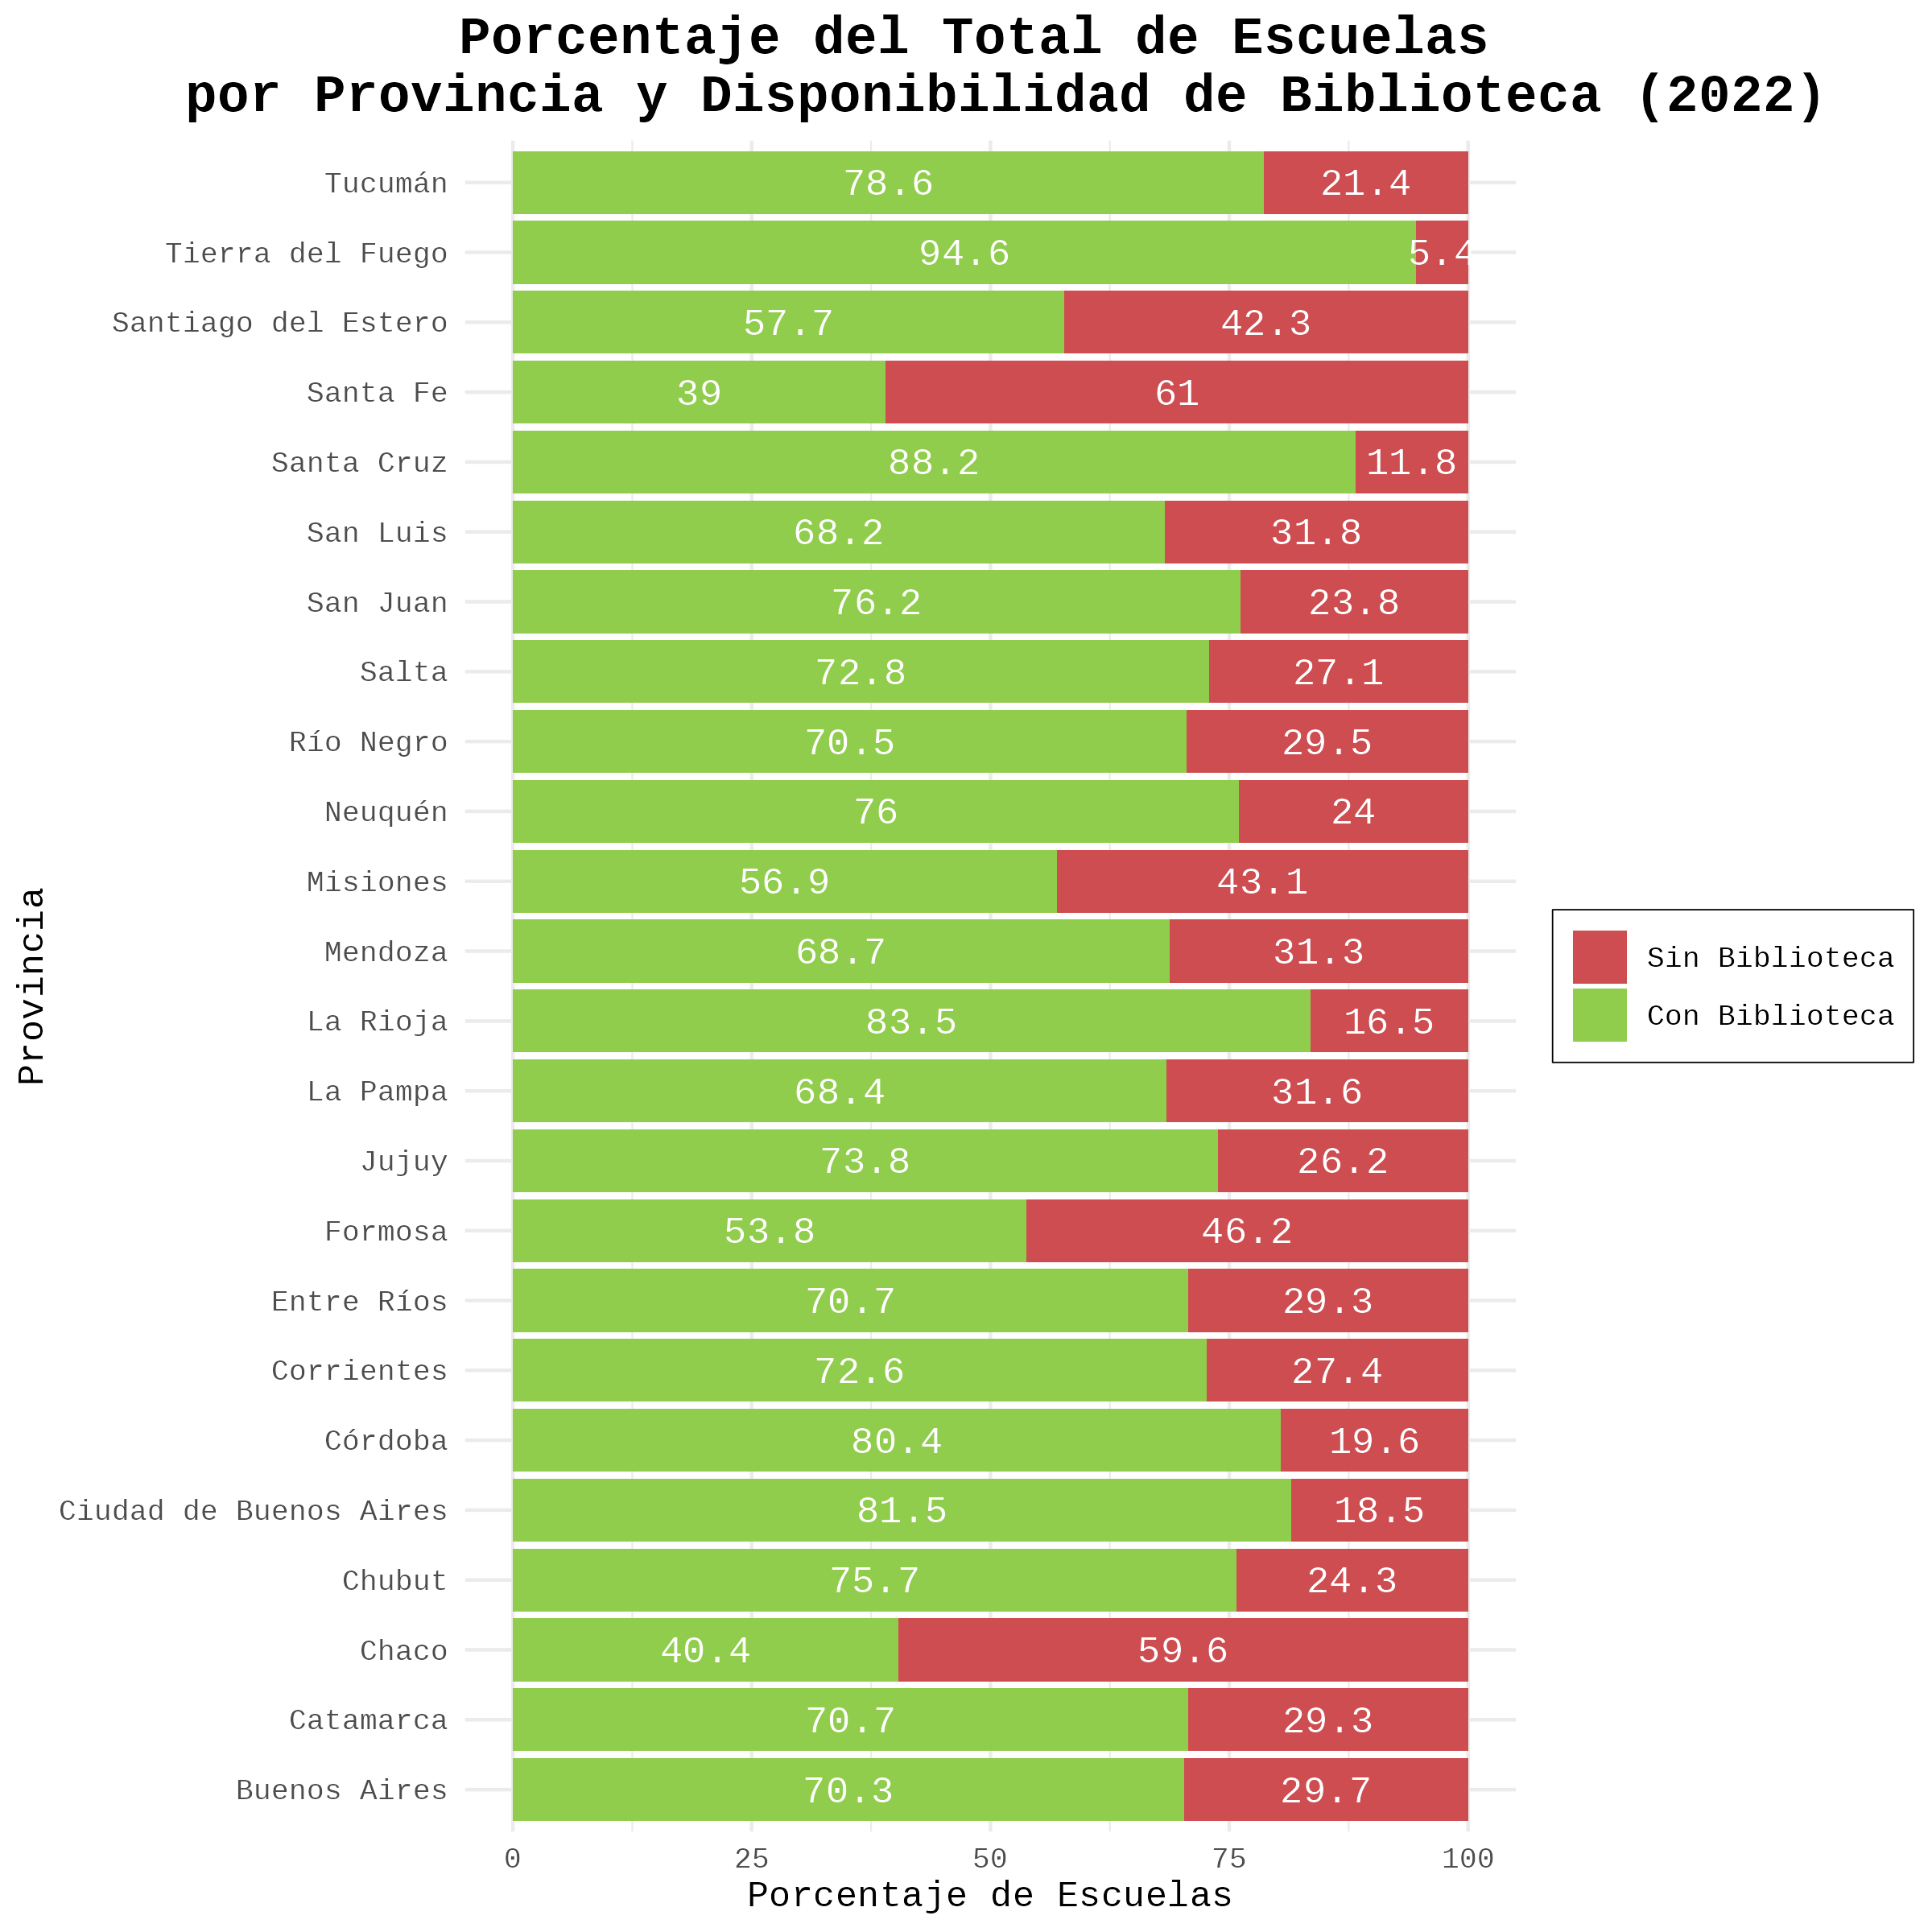 Porcentaje del Total de Escuelas
por Provincia y Disponibilidad de Biblioteca (2022)
Provincia
Tucumán 78.6 21.4
Tierra del Fuego 94.6 5.4
Santiago del Estero 57.7 42.3
Santa Fe 39 61
Santa Cruz 88.2 11.8
San Luis 68.2 31.8
San Juan 76.2 23.8
Salta 72.8 27.1
Río Negro 70.5 29.5
Neuquén 76 24
Misiones 56.9 43.1
Mendoza 68.7 31.3
La Rioja 83.5 16.5
La Pampa 68.4 31.6
Jujuy 73.8 26.2
Formosa 53.8 46.2
Entre Ríos 70.7 29.3
Corrientes 72.6 27.4
Córdoba 80.4 19.6
Ciudad de Buenos Aires 81.5 18.5
Chubut 75.7 24.3
Chaco 40.4 59.6
Catamarca 70.7 29.3
Buenos Aires 70.3 29.7
0 25 50 75 100
Porcentaje de Escuelas
Sin Biblioteca
Con Biblioteca